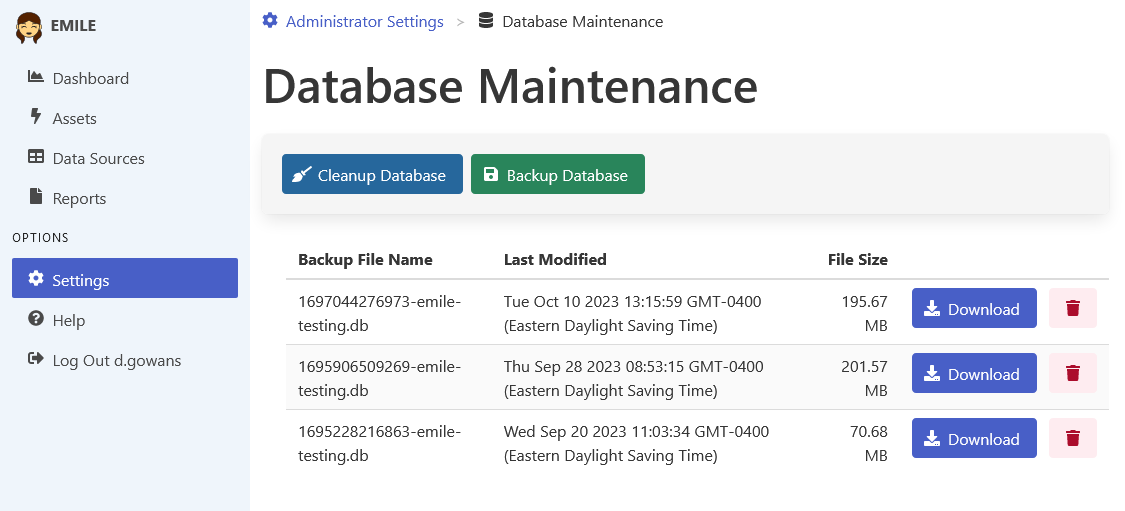 EMILE
Dashboard
Assets
Data Sources
Reports
OPTIONS
Settings
Help
Log Out d.gowans
Administrator Settings > Database Maintenance
Database Maintenance
Cleanup Database Backup Database
Backup File Name Last Modified File Size
1697044276973-emile- Tue Oct 10 2023 13:15:59 GMT-0400 195.67 Download
testing.db (Eastern Daylight Saving Time) MB
1695906509269-emile- Thu Sep 28 2023 08:53:15 GMT-0400 201.57 Download
testing.db (Eastern Daylight Saving Time) MB
1695228216863-emile- Wed Sep 20 2023 11:03:34 GMT-0400 70.68 Download
testing.db (Eastern Daylight Saving Time) MB